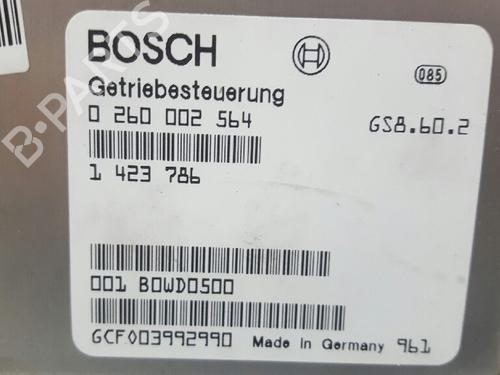 BOSCH
085
Getriebesteuerung
0 260 002 564
GS8.60.2
1 423 786
001 B0WD0500
GCF003992990 Made in Germany 961
B-PARTS